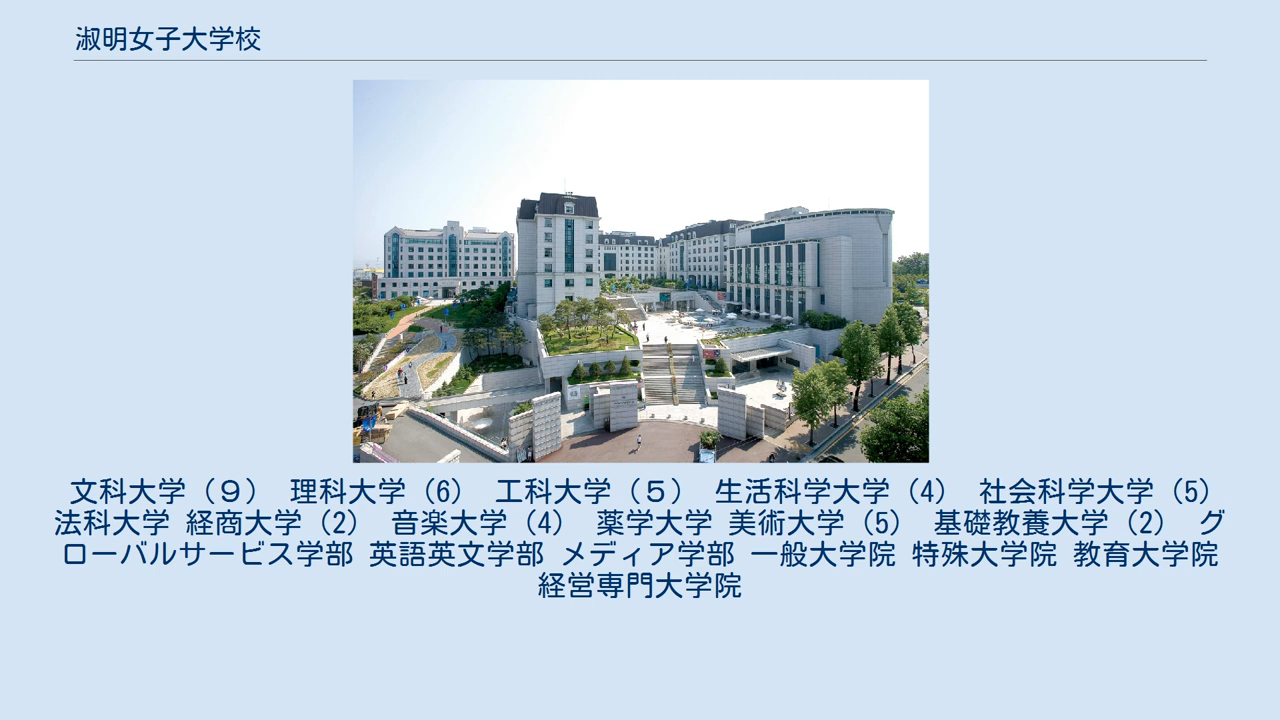 淑明女子大学校
文科大学（９） 理科大学（6） 工科大学（５） 生活科学大学（4） 社会科学大学（5）
法科大学 経商大学（2） 音楽大学（4） 薬学大学 美術大学（5） 基礎教養大学（2） グ
ローバルサービス学部 英語英文学部 メディア学部 一般大学院 特殊大学院 教育大学院
経営専門大学院